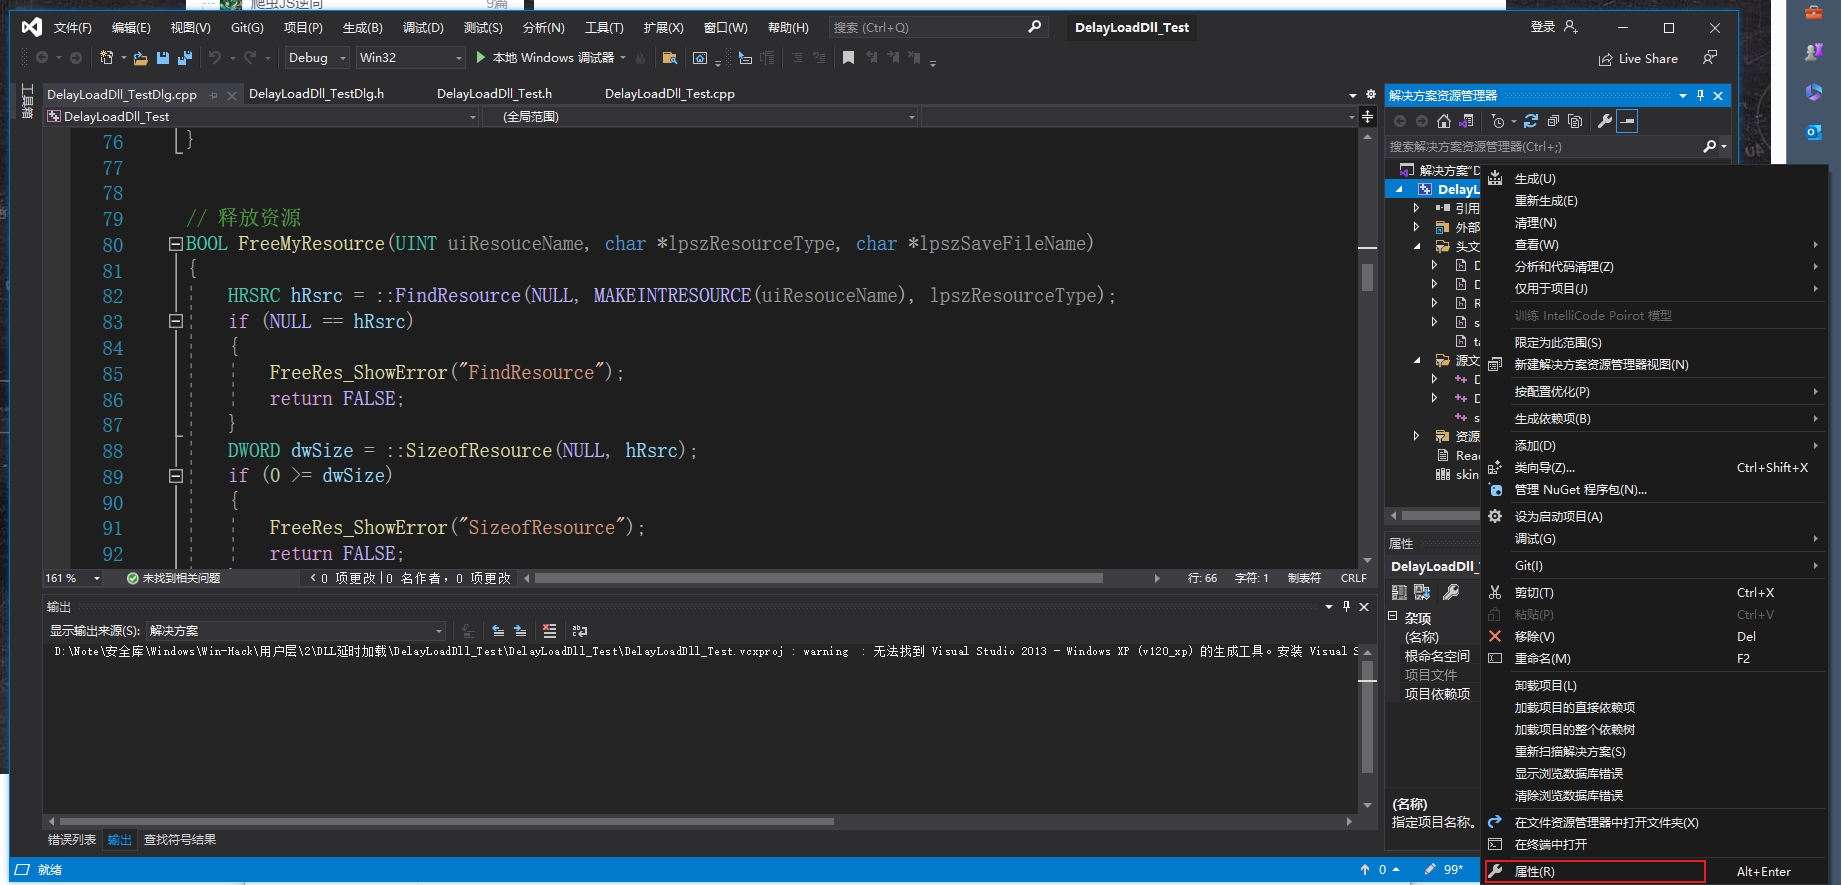 爬虫JS逆向 9篇
文件(F) 编辑(E) 视图(V) Git(G) 项目(P) 生成(B) 调试(D) 测试(S) 分析(N) 工具(T) 扩展(X) 窗口(W) 帮助(H) 搜索 (Ctrl+Q) DelayLoadDll_Test 登录
Debug Win32 本地 Windows 调试器 Live Share
工具箱
DelayLoadDll_TestDlg.cpp DelayLoadDll_TestDlg.h DelayLoadDll_Test.h DelayLoadDll_Test.cpp
DelayLoadDll_Test (全局范围)
76 }
77
78
79 // 释放资源
80 BOOL FreeMyResource(UINT uiResouceName, char *lpszResourceType, char *lpszSaveFileName)
81 {
82 HRSRC hRsrc = ::FindResource(NULL, MAKEINTRESOURCE(uiResouceName), lpszResourceType);
83 if (NULL == hRsrc)
84 {
85 FreeRes_ShowError("FindResource");
86 return FALSE;
87 }
88 DWORD dwSize = ::SizeofResource(NULL, hRsrc);
89 if (0 >= dwSize)
90 {
91 FreeRes_ShowError("SizeofResource");
92 return FALSE;
161 % 未找到相关问题 0 项更改|0 名作者, 0 项更改 行: 66 字符: 1 制表符 CRLF
输出
显示输出来源(S): 解决方案
D:\Note\安全库\Windows\Win-Hack\用户层\2\DLL延时加载\DelayLoadDll_Test\DelayLoadDll_Test\DelayLoadDll_Test.vcxproj : warning : 无法找到 Visual Studio 2013 - Windows XP (v120_xp) 的生成工具。安装 Visual S
错误列表 输出 查找符号结果
就绪 0 99*
解决方案资源管理器
搜索解决方案资源管理器(Ctrl+;)
解决方案"D
DelayL
引用
外部
头文
D
D
R
s
ta
源文
D
D
s
资源
Rea
skin
属性
DelayLoadDll_
杂项
(名称)
根命名空间
项目文件
项目依赖项
(名称)
指定项目名称。
生成(U)
重新生成(E)
清理(N)
查看(W)
分析和代码清理(Z)
仅用于项目(J)
训练 IntelliCode Poirot 模型
限定为此范围(S)
新建解决方案资源管理器视图(N)
按配置优化(P)
生成依赖项(B)
添加(D)
类向导(Z)... Ctrl+Shift+X
管理 NuGet 程序包(N)...
设为启动项目(A)
调试(G)
Git(I)
剪切(T) Ctrl+X
粘贴(P) Ctrl+V
移除(V) Del
重命名(M) F2
卸载项目(L)
加载项目的直接依赖项
加载项目的整个依赖树
重新扫描解决方案(S)
显示浏览数据库错误
清除浏览数据库错误
在文件资源管理器中打开文件夹(X)
在终端中打开
属性(R) Alt+Enter